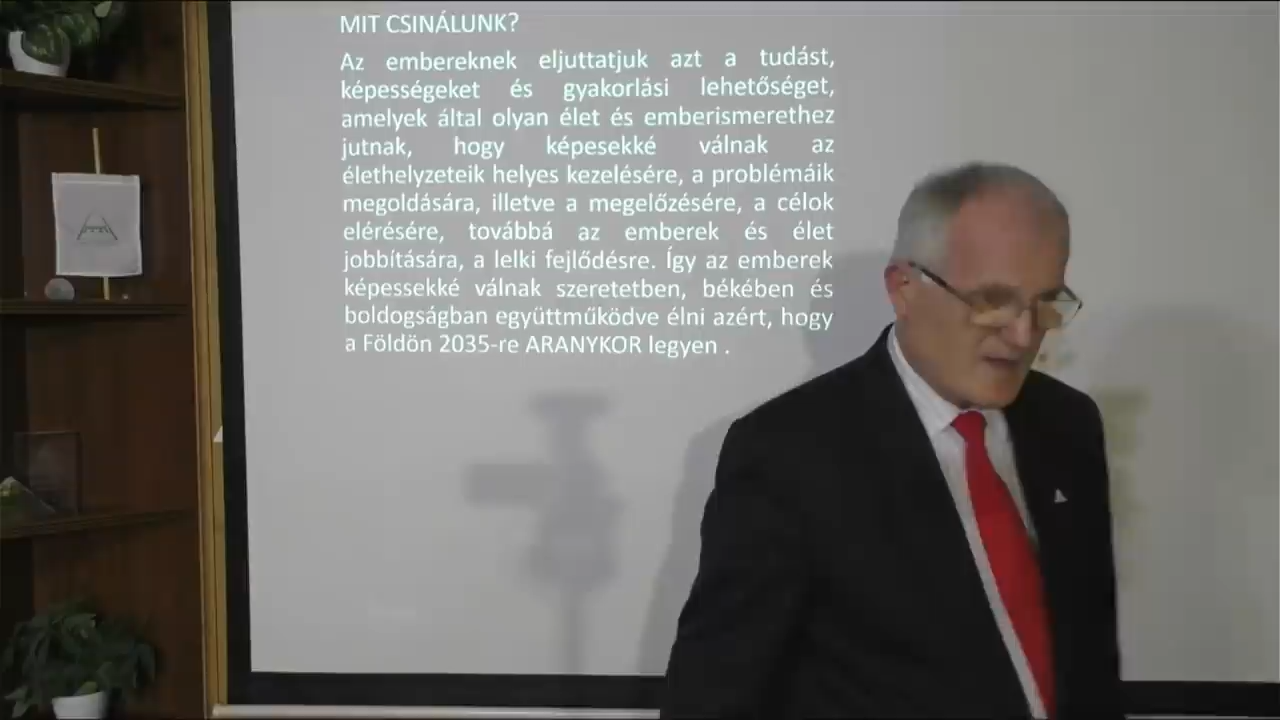 MIT CSINÁLUNK?
Az embereknek eljuttatjuk azt a tudást,
képességeket és gyakorlási lehetőséget,
amelyek által olyan élet és emberismerethez
jutnak, hogy képesekké válnak az
élethelyzeteik helyes kezelésére, a problémáik
megoldására, illetve a megelőzésére, a célok
elérésére, továbbá az emberek és élet
jobbítására, a lelki fejlődésre. Így az emberek
képessekké válnak szeretetben, békében és
boldogságban együttműködve élni azért, hogy
a Földön 2035-re ARANYKOR legyen .